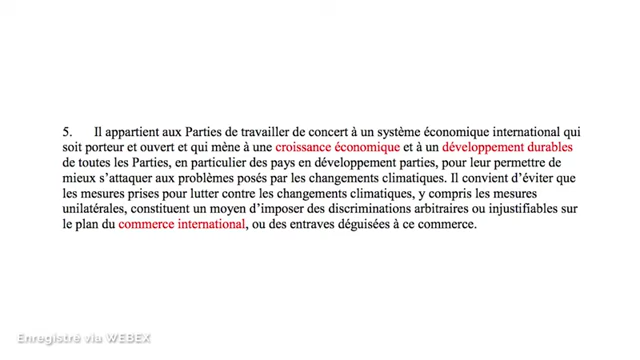 5. Il appartient aux Parties de travailler de concert à un système économique international qui
soit porteur et ouvert et qui mène à une croissance économique et à un développement durables
de toutes les Parties, en particulier des pays en développement parties, pour leur permettre de
mieux s’attaquer aux problèmes posés par les changements climatiques. Il convient d’éviter que
les mesures prises pour lutter contre les changements climatiques, y compris les mesures
unilatérales, constituent un moyen d’imposer des discriminations arbitraires ou injustifiables sur
le plan du commerce international, ou des entraves déguisées à ce commerce.
Enregistré via WEBEX